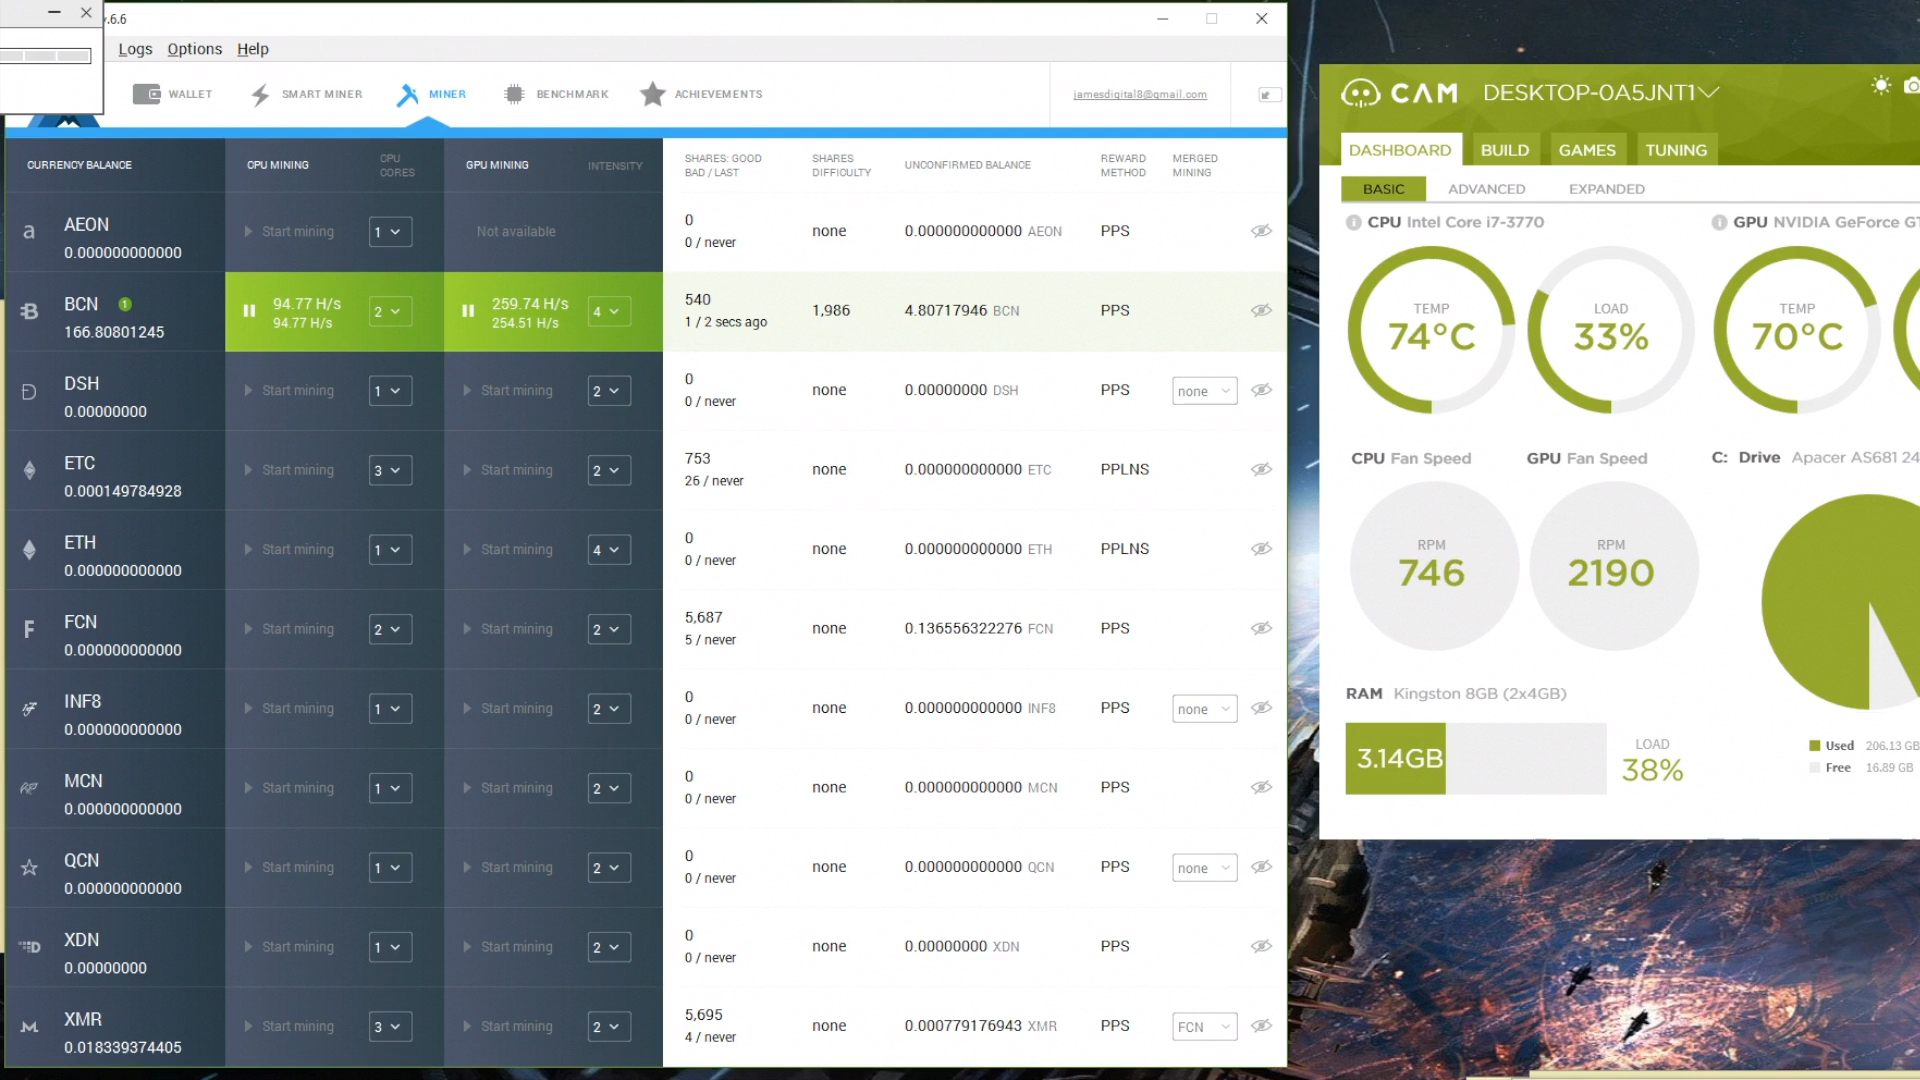 v.6.6
Logs Options Help
WALLET SMART MINER MINER BENCHMARK ACHIEVEMENTS jamesdigital8@gmail.com
CURRENCY BALANCE CPU MINING CPU CORES GPU MINING INTENSITY SHARES: GOOD BAD / LAST SHARES DIFFICULTY UNCONFIRMED BALANCE REWARD METHOD MERGED MINING
a AEON Start mining 1 Not available 0 none 0.000000000000 AEON PPS
0.000000000000 0 / never
BCN 1 94.77 H/s 2 259.74 H/s 4 540 1,986 4.80717946 BCN PPS
166.80801245 94.77 H/s 254.51 H/s 1 / 2 secs ago
DSH Start mining 1 Start mining 2 0 none 0.00000000 DSH PPS none
0.00000000 0 / never
ETC Start mining 3 Start mining 2 753 none 0.000000000000 ETC PPLNS
0.000149784928 26 / never
ETH Start mining 1 Start mining 4 0 none 0.000000000000 ETH PPLNS
0.000000000000 0 / never
F FCN Start mining 2 Start mining 2 5,687 none 0.136556322276 FCN PPS
0.000000000000 5 / never
INF8 Start mining 1 Start mining 2 0 none 0.000000000000 INF8 PPS none
0.000000000000 0 / never
MCN Start mining 1 Start mining 2 0 none 0.000000000000 MCN PPS
0.000000000000 0 / never
QCN Start mining 1 Start mining 2 0 none 0.000000000000 QCN PPS none
0.000000000000 0 / never
XDN Start mining 1 Start mining 2 0 none 0.00000000 XDN PPS
0.00000000 0 / never
XMR Start mining 3 Start mining 2 5,695 none 0.000779176943 XMR PPS FCN
0.018339374405 4 / never
CAM DESKTOP-0A5JNT1
DASHBOARD BUILD GAMES TUNING
BASIC ADVANCED EXPANDED
CPU Intel Core i7-3770 GPU NVIDIA GeForce GT
TEMP LOAD TEMP
74°C 33% 70°C
CPU Fan Speed GPU Fan Speed C: Drive Apacer AS681 24
RPM RPM
746 2190
RAM Kingston 8GB (2x4GB)
3.14GB LOAD
38%
Used 206.13 GB
Free 16.89 GB